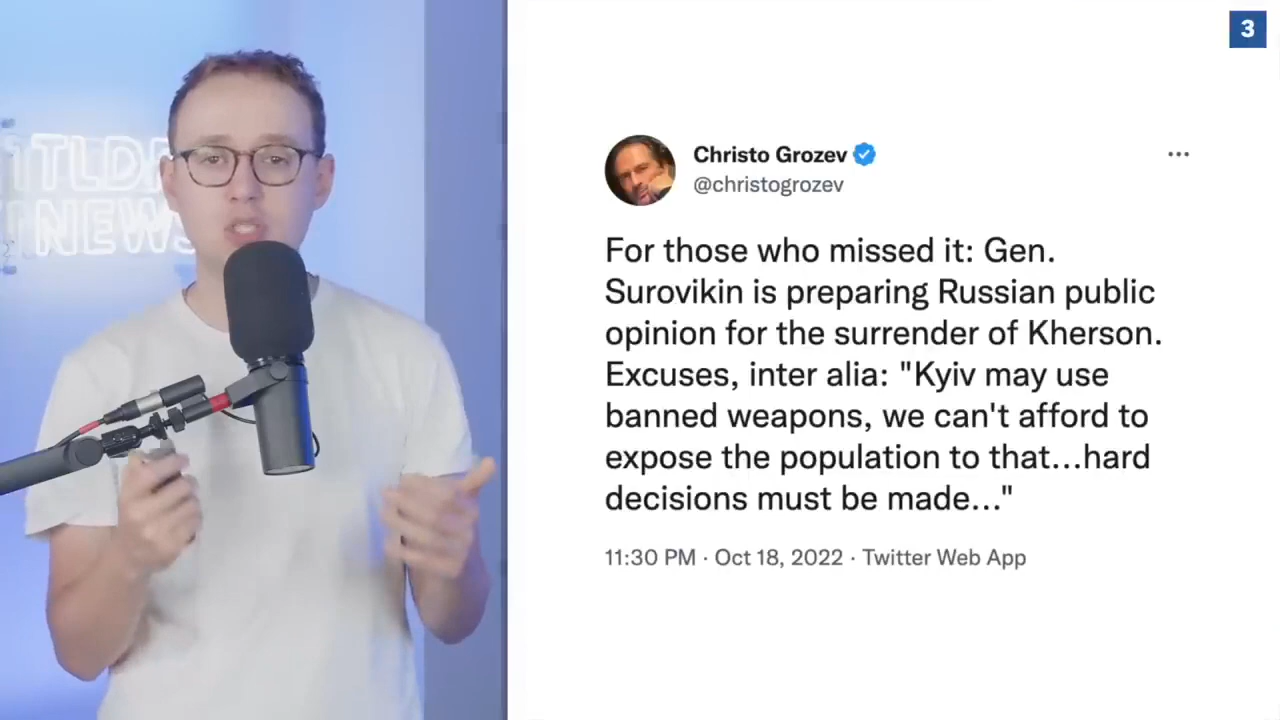 3
TLDR
NEWS
Christo Grozev
@christogrozev
For those who missed it: Gen.
Surovikin is preparing Russian public
opinion for the surrender of Kherson.
Excuses, inter alia: "Kyiv may use
banned weapons, we can't afford to
expose the population to that...hard
decisions must be made..."
11:30 PM · Oct 18, 2022 · Twitter Web App